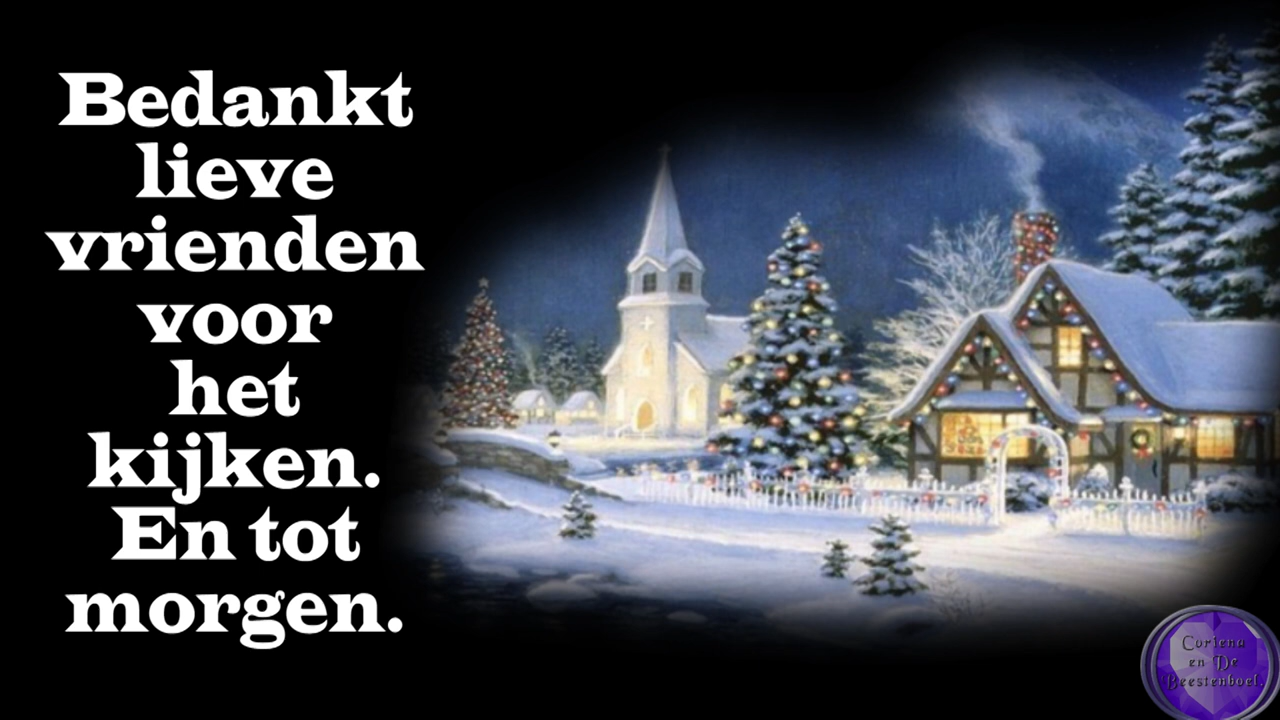 Bedankt
lieve
vrienden
voor
het
kijken.
En tot
morgen.
Coriena
en De
Beestenboel.